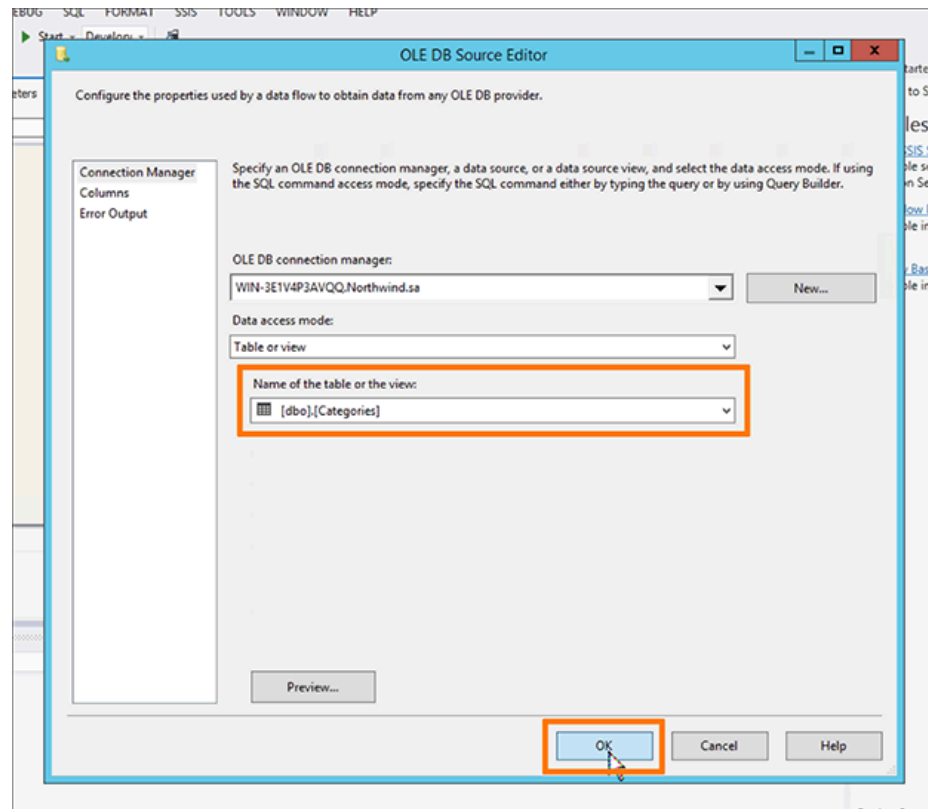 SQL FORMAT SSIS TOOLS WINDOW HELP
Start
OLE DB Source Editor
Configure the properties used by a data flow to obtain data from any OLE DB provider.
Connection Manager
Columns
Error Output
Specify an OLE DB connection manager, a data source, or a data source view, and select the data access mode. If using
the SQL command access mode, specify the SQL command either by typing the query or by using Query Builder.
OLE DB connection manager:
WIN-3E1V4P3AVQQ.Northwind.sa
New...
Data access mode:
Table or view
Name of the table or the view:
[dbo].[Categories]
Preview...
OK
Cancel
Help